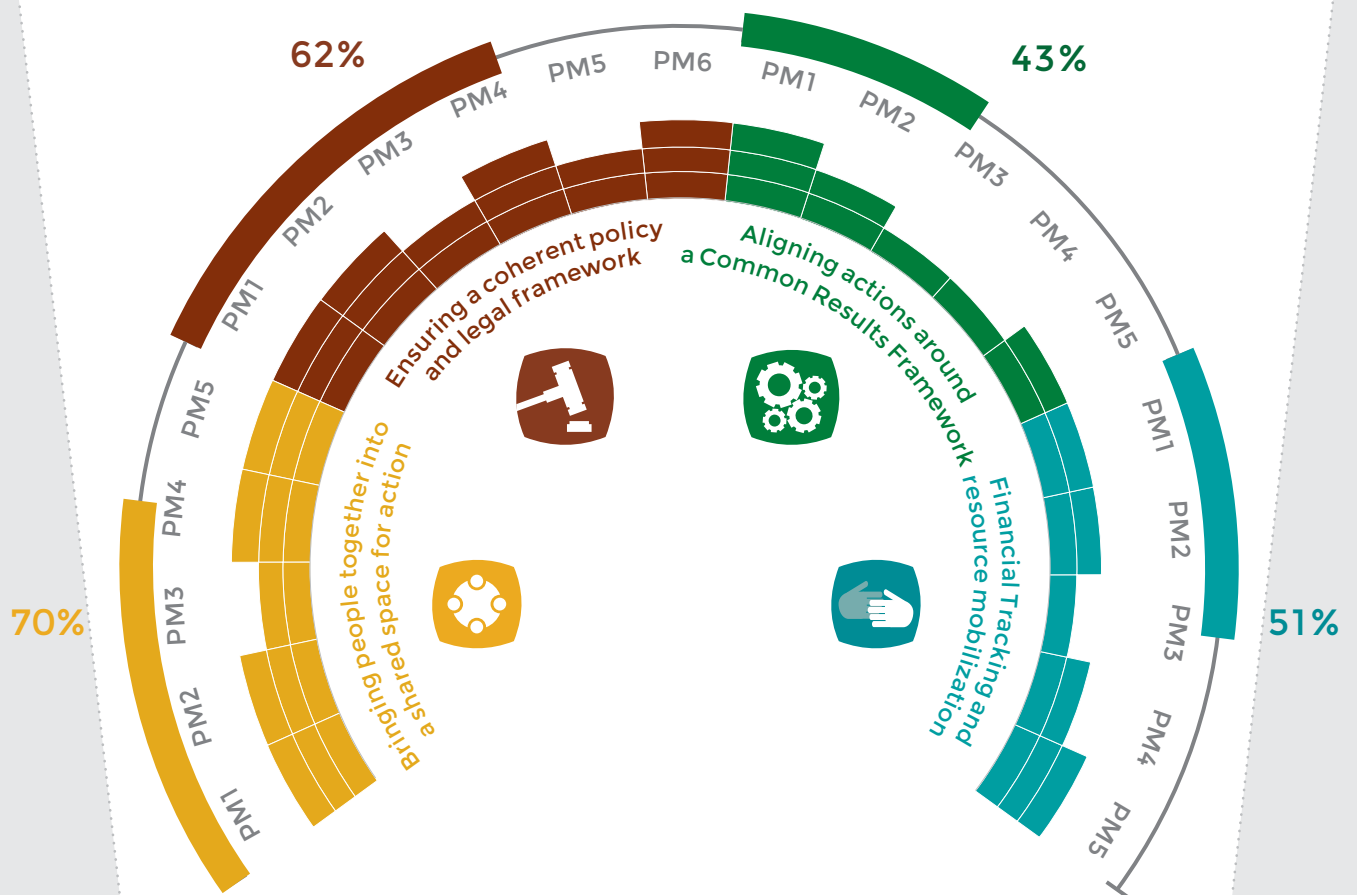 70%
PM1
PM2
PM3
PM4
PM5
Bringing people together into
a shared space for action
62%
PM1
PM2
PM3
PM4
PM5
PM6
Ensuring a coherent policy
and legal framework
43%
PM1
PM2
PM3
PM4
PM5
Aligning actions around
a Common Results Framework
51%
PM1
PM2
PM3
PM4
PM5
Financial Tracking and
resource mobilization